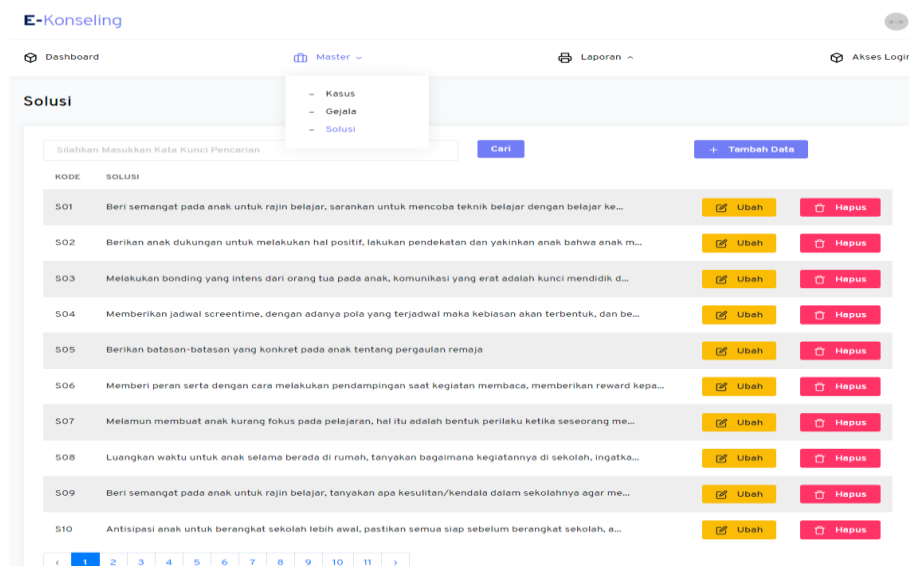 E-Konseling
Dashboard Master Laporan Akses Login
Solusi
– Kasus
– Gejala
– Solusi
Silahkan Masukkan Kata Kunci Pencarian Cari + Tambah Data
KODE SOLUSI
S01 Beri semangat pada anak untuk rajin belajar, sarankan untuk mencoba teknik belajar dengan belajar ke... Ubah Hapus
S02 Berikan anak dukungan untuk melakukan hal positif, lakukan pendekatan dan yakinkan anak bahwa anak m... Ubah Hapus
S03 Melakukan bonding yang intens dari orang tua pada anak, komunikasi yang erat adalah kunci mendidik d... Ubah Hapus
S04 Memberikan jadwal screentime, dengan adanya pola yang terjadwal maka kebiasan akan terbentuk, dan be... Ubah Hapus
S05 Berikan batasan-batasan yang konkret pada anak tentang pergaulan remaja Ubah Hapus
S06 Memberi peran serta dengan cara melakukan pendampingan saat kegiatan membaca, memberikan reward kepa... Ubah Hapus
S07 Melamun membuat anak kurang fokus pada pelajaran, hal itu adalah bentuk perilaku ketika seseorang me... Ubah Hapus
S08 Luangkan waktu untuk anak selama berada di rumah, tanyakan bagaimana kegiatannya di sekolah, ingatka... Ubah Hapus
S09 Beri semangat pada anak untuk rajin belajar, tanyakan apa kesulitan/kendala dalam sekolahnya agar me... Ubah Hapus
S10 Antisipasi anak untuk berangkat sekolah lebih awal, pastikan semua siap sebelum berangkat sekolah, a... Ubah Hapus
‹ 1 2 3 4 5 6 7 8 9 10 11 ›